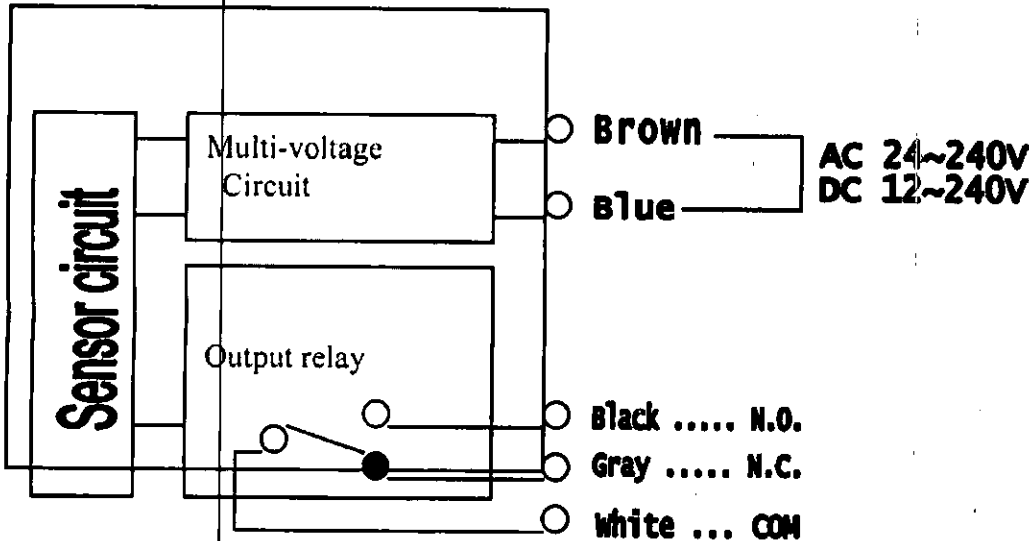 Sensor circuit
Multi-voltage
Circuit
Output relay
Brown
Blue
AC 24~240V
DC 12~240V
Black ..... N.O.
Gray ..... N.C.
White ... COM